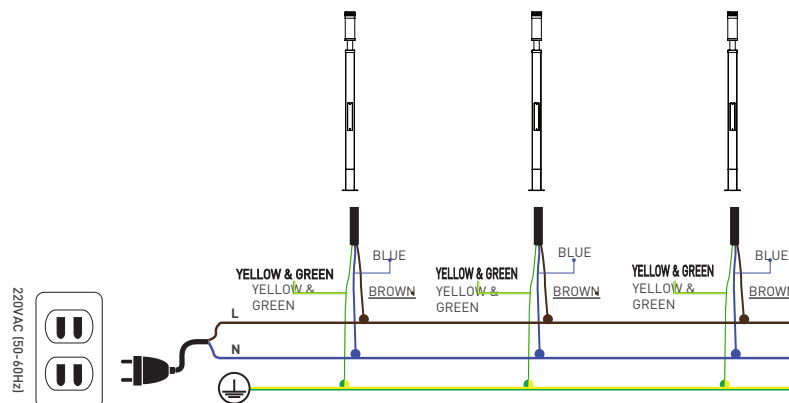 BLUE
YELLOW & GREEN
YELLOW &
GREEN
BROWN
BLUE
YELLOW & GREEN
YELLOW &
GREEN
BROWN
BLUE
YELLOW & GREEN
YELLOW &
GREEN
BROWN
L
N
220VAC (50-60Hz)